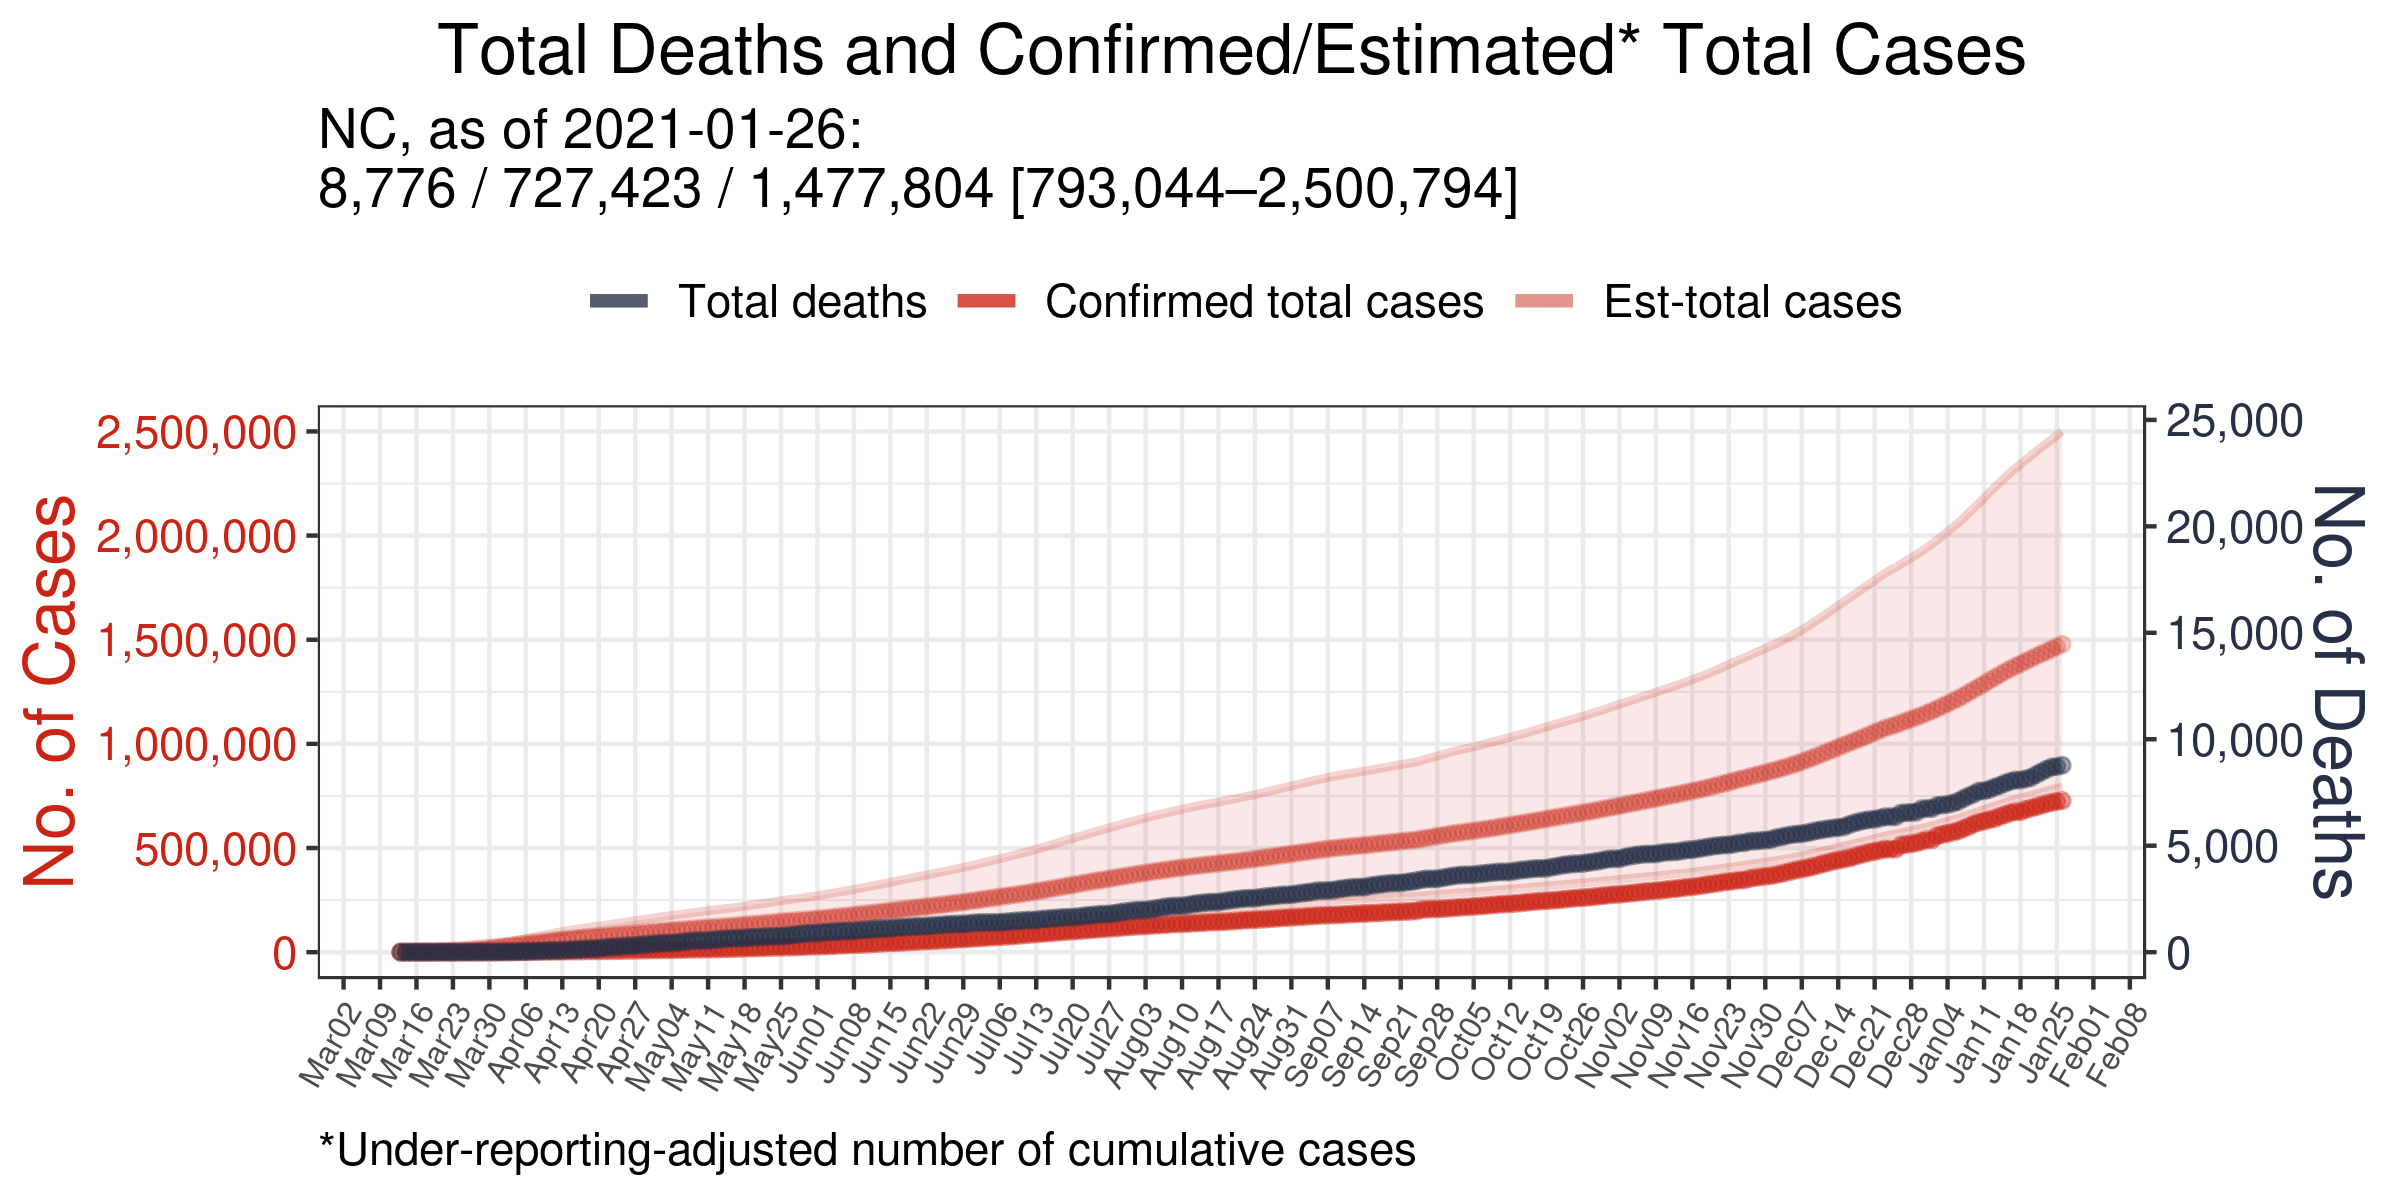 Total Deaths and Confirmed/Estimated* Total Cases
NC, as of 2021-01-26:
8,776 / 727,423 / 1,477,804 [793,044–2,500,794]
Total deaths
Confirmed total cases
Est-total cases
No. of Cases
2,500,000
2,000,000
1,500,000
1,000,000
500,000
0
25,000
20,000
15,000
10,000
5,000
0
No. of Deaths
Mar02
Mar09
Mar16
Mar23
Mar30
Apr06
Apr13
Apr20
Apr27
May04
May11
May18
May25
Jun01
Jun08
Jun15
Jun22
Jun29
Jul06
Jul13
Jul20
Jul27
Aug03
Aug10
Aug17
Aug24
Aug31
Sep07
Sep14
Sep21
Sep28
Oct05
Oct12
Oct19
Oct26
Nov02
Nov09
Nov16
Nov23
Nov30
Dec07
Dec14
Dec21
Dec28
Jan04
Jan11
Jan18
Jan25
Feb01
Feb08
*Under-reporting-adjusted number of cumulative cases